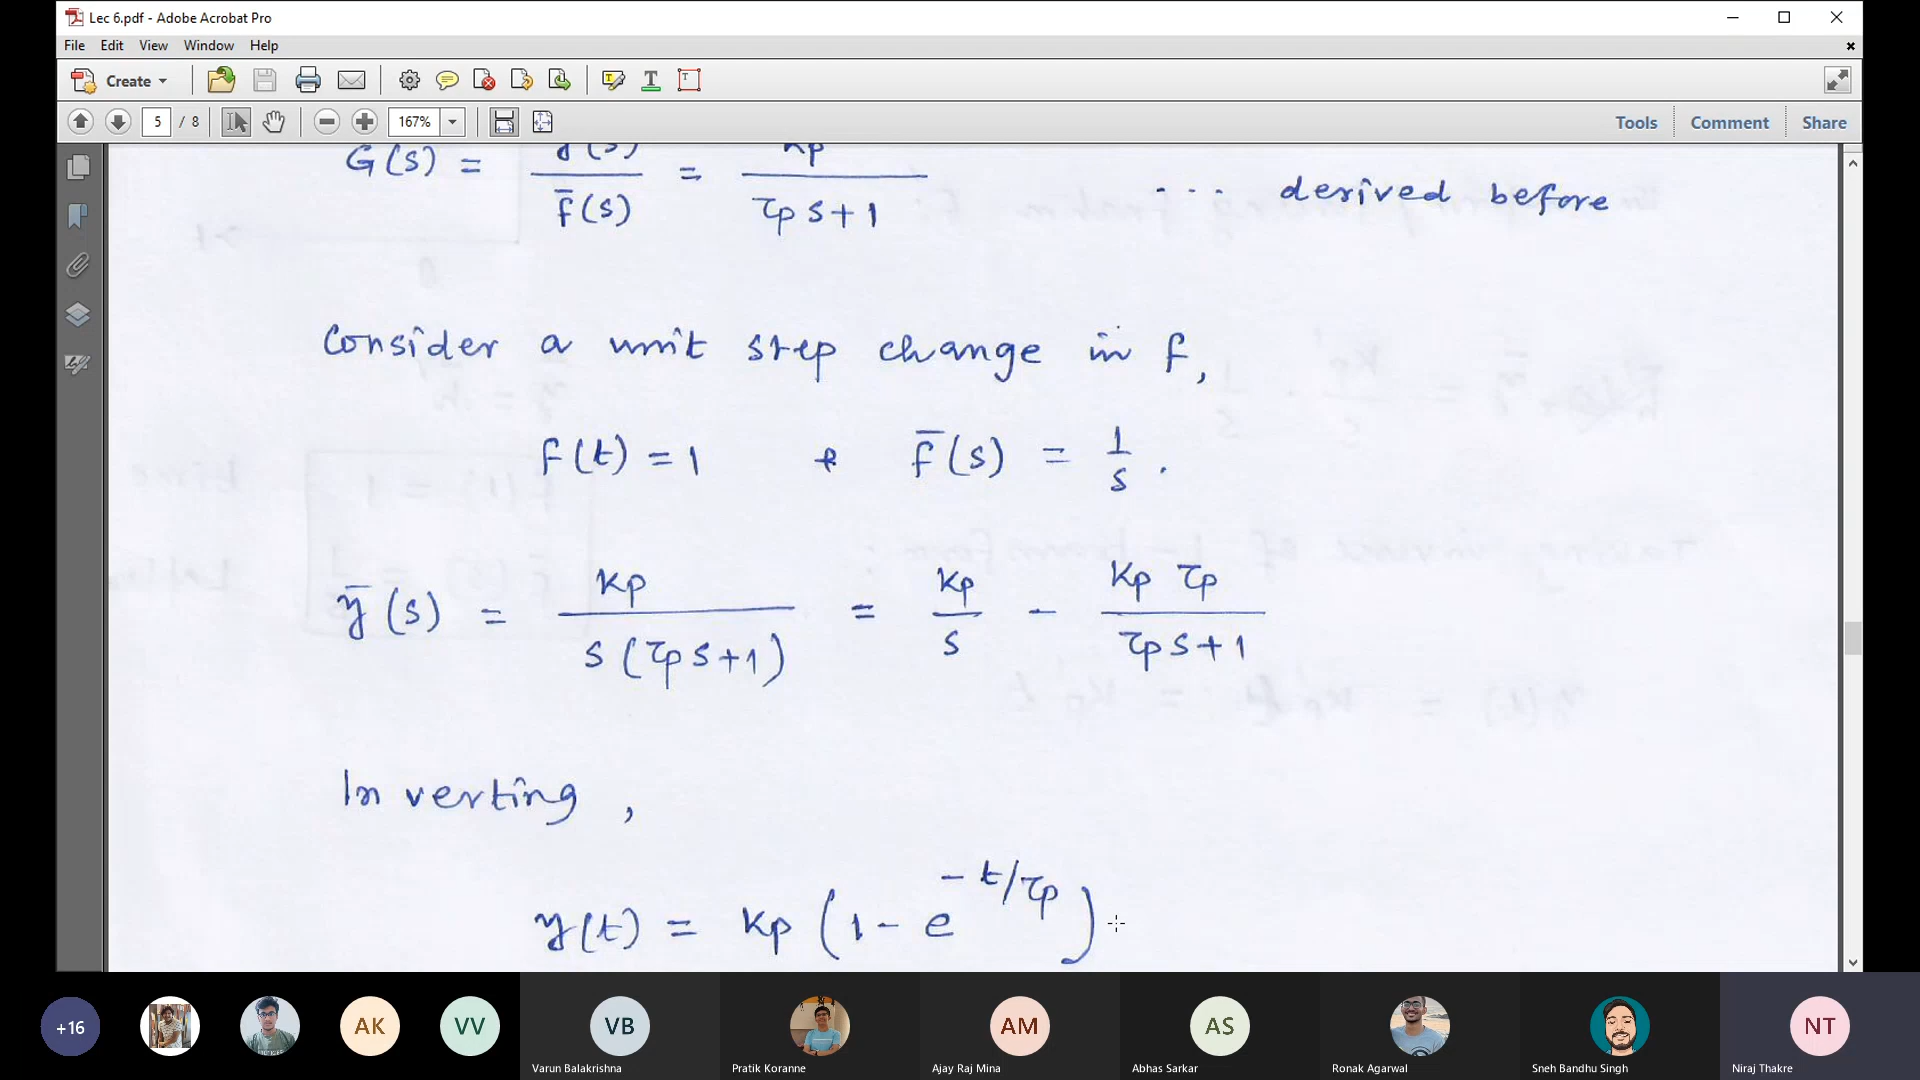 Lec 6.pdf - Adobe Acrobat Pro
File Edit View Window Help
Create
5 / 8 167% Tools Comment Share
G(s) = ȳ(s) / f̄(s) = Kp / τp s+1 ... derived before
Consider a unit step change in f,
f(t) = 1 & f̄(s) = 1/s .
ȳ(s) = Kp / s(τp s+1) = Kp/s - Kp τp / τp s+1
Inverting ,
y(t) = Kp (1 - e^-t/τp)
+16 AK VV VB AM AS NT
Varun Balakrishna Pratik Koranne Ajay Raj Mina Abhas Sarkar Ronak Agarwal Sneh Bandhu Singh Niraj Thakre